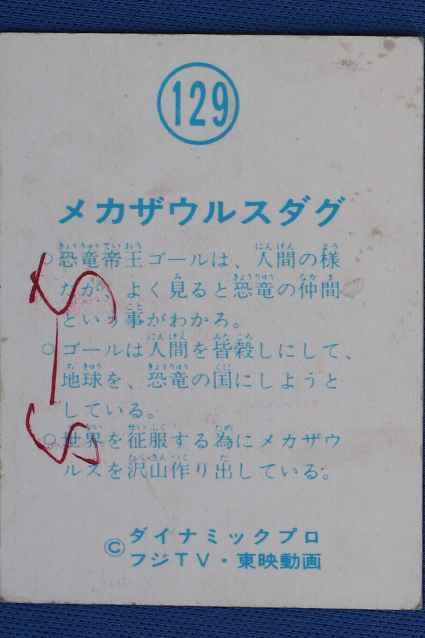 129
メカザウルスダグ
○恐竜帝王ゴールは、人間の様
だが、よく見ると恐竜の仲間
という事がわかろ。
○ゴールは人間を皆殺しにして、
地球を、恐竜の国にしようと
している。
○世界を征服する為にメカザウ
ルスを沢山作り出している。
©ダイナミックプロ
フジTV・東映動画